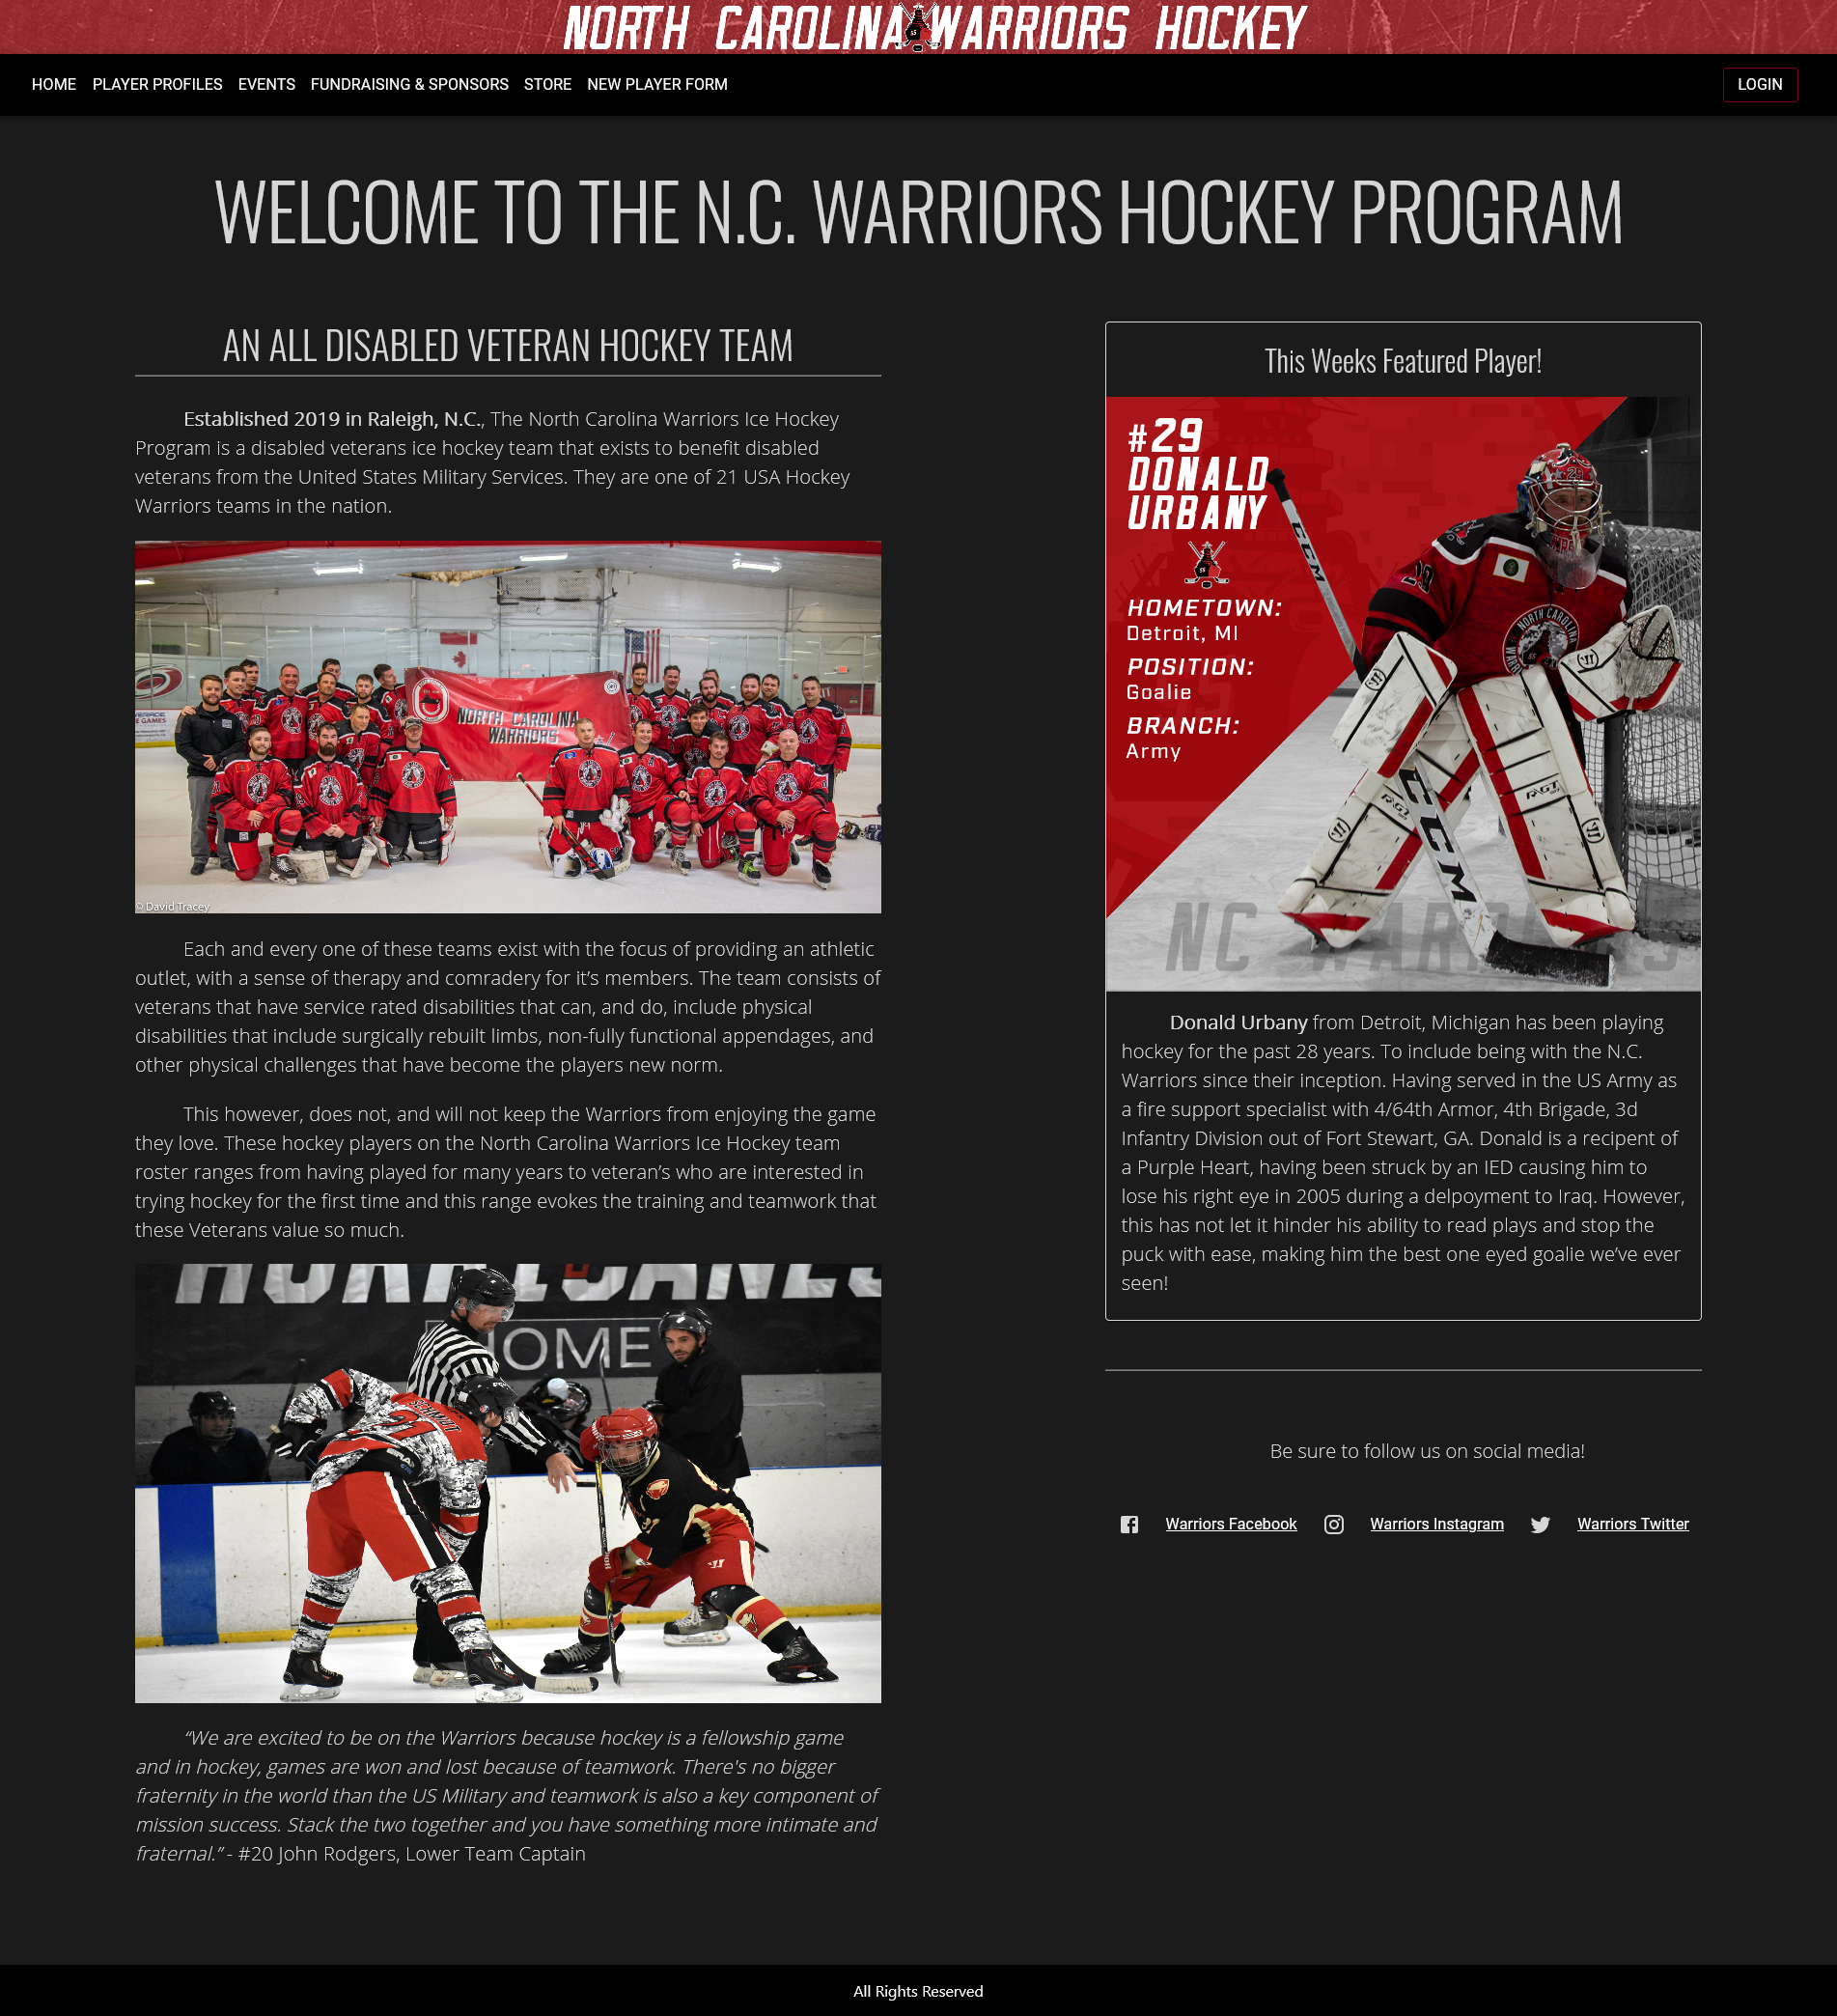 NORTH CAROLINA WARRIORS HOCKEY
HOME PLAYER PROFILES EVENTS FUNDRAISING & SPONSORS STORE NEW PLAYER FORM LOGIN
WELCOME TO THE N.C. WARRIORS HOCKEY PROGRAM
AN ALL DISABLED VETERAN HOCKEY TEAM
Established 2019 in Raleigh, N.C., The North Carolina Warriors Ice Hockey
Program is a disabled veterans ice hockey team that exists to benefit disabled
veterans from the United States Military Services. They are one of 21 USA Hockey
Warriors teams in the nation.
NORTH CAROLINA
WARRIORS
© David Tracey
Each and every one of these teams exist with the focus of providing an athletic
outlet, with a sense of therapy and comradery for it’s members. The team consists of
veterans that have service rated disabilities that can, and do, include physical
disabilities that include surgically rebuilt limbs, non-fully functional appendages, and
other physical challenges that have become the players new norm.
This however, does not, and will not keep the Warriors from enjoying the game
they love. These hockey players on the North Carolina Warriors Ice Hockey team
roster ranges from having played for many years to veteran’s who are interested in
trying hockey for the first time and this range evokes the training and teamwork that
these Veterans value so much.
HURRICANES
HOME
SCHMIDT
21
“We are excited to be on the Warriors because hockey is a fellowship game
and in hockey, games are won and lost because of teamwork. There's no bigger
fraternity in the world than the US Military and teamwork is also a key component of
mission success. Stack the two together and you have something more intimate and
fraternal.” - #20 John Rodgers, Lower Team Captain
This Weeks Featured Player!
#29
DONALD
URBANY
HOMETOWN:
Detroit, MI
POSITION:
Goalie
BRANCH:
Army
CCM
29
29
NORTH CAROLINA
CCM
NC WARRIORS
Donald Urbany from Detroit, Michigan has been playing
hockey for the past 28 years. To include being with the N.C.
Warriors since their inception. Having served in the US Army as
a fire support specialist with 4/64th Armor, 4th Brigade, 3d
Infantry Division out of Fort Stewart, GA. Donald is a recipent of
a Purple Heart, having been struck by an IED causing him to
lose his right eye in 2005 during a delpoyment to Iraq. However,
this has not let it hinder his ability to read plays and stop the
puck with ease, making him the best one eyed goalie we’ve ever
seen!
Be sure to follow us on social media!
Warriors Facebook Warriors Instagram Warriors Twitter
All Rights Reserved